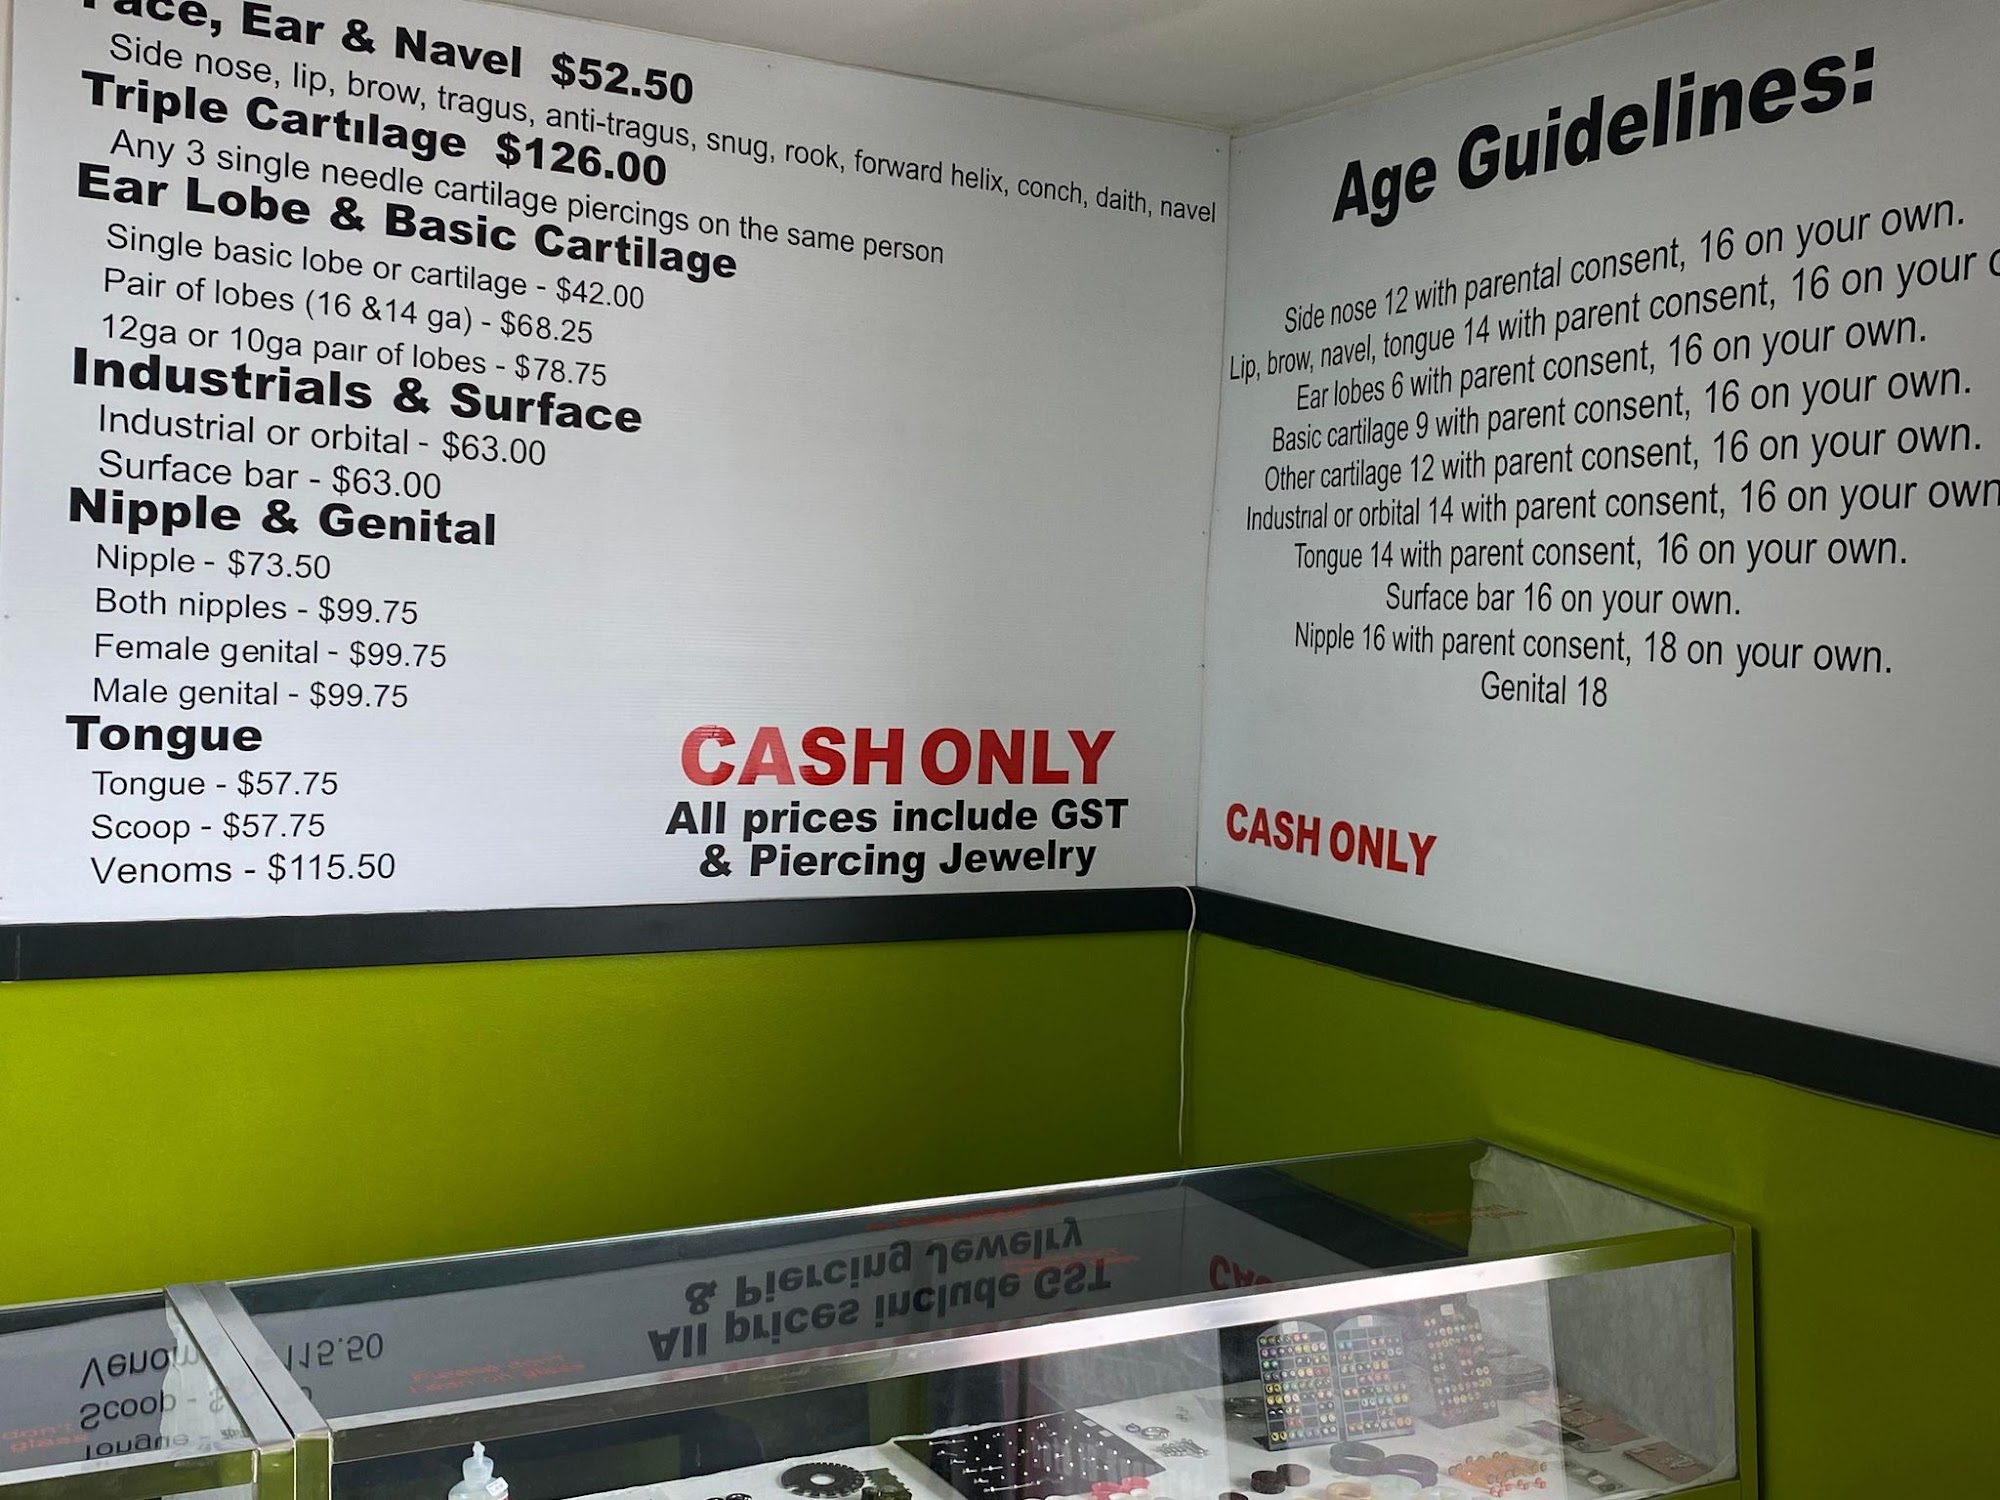 Face, Ear & Navel $52.50
Side nose, lip, brow, tragus, anti-tragus, snug, rook, forward helix, conch, daith, navel
Triple Cartilage $126.00
Any 3 single needle cartilage piercings on the same person
Ear Lobe & Basic Cartilage
Single basic lobe or cartilage - $42.00
Pair of lobes (16 &14 ga) - $68.25
12ga or 10ga pair of lobes - $78.75
Industrials & Surface
Industrial or orbital - $63.00
Surface bar - $63.00
Nipple & Genital
Nipple - $73.50
Both nipples - $99.75
Female genital - $99.75
Male genital - $99.75
Tongue
Tongue - $57.75
Scoop - $57.75
Venoms - $115.50
CASH ONLY
All prices include GST
& Piercing Jewelry
Age Guidelines:
Side nose 12 with parental consent, 16 on your own.
Lip, brow, navel, tongue 14 with parent consent, 16 on your
Ear lobes 6 with parent consent, 16 on your own.
Basic cartilage 9 with parent consent, 16 on your own.
Other cartilage 12 with parent consent, 16 on your own.
Industrial or orbital 14 with parent consent, 16 on your own
Tongue 14 with parent consent, 16 on your own.
Surface bar 16 on your own.
Nipple 16 with parent consent, 18 on your own.
Genital 18
CASH ONLY